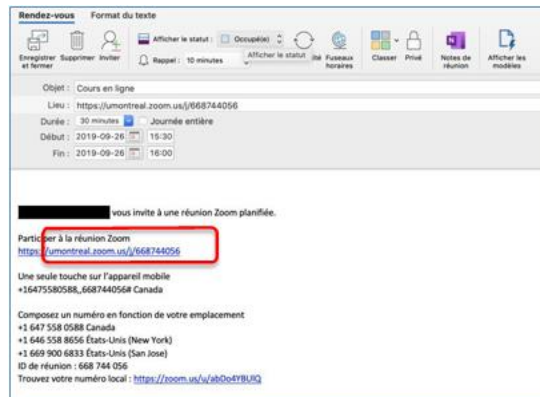 Rendez-vous Format du texte
Afficher le statut : Occupé(e)
Afficher le statut
Rappel : 10 minutes
Enregistrer et fermer
Supprimer
Inviter
Fuseaux horaires
Classer
Privé
Notes de réunion
Afficher les modèles
Objet : Cours en ligne
Lieu : https://umontreal.zoom.us/j/668744056
Durée : 30 minutes Journée entière
Début : 2019-09-26 15:30
Fin : 2019-09-26 16:00
vous invite à une réunion Zoom planifiée.
Participer à la réunion Zoom
https://umontreal.zoom.us/j/668744056
Une seule touche sur l'appareil mobile
+16475580588,,668744056# Canada
Composez un numéro en fonction de votre emplacement
+1 647 558 0588 Canada
+1 646 558 8656 États-Unis (New York)
+1 669 900 6833 États-Unis (San Jose)
ID de réunion : 668 744 056
Trouvez votre numéro local : https://zoom.us/u/abDo4YBUlQ